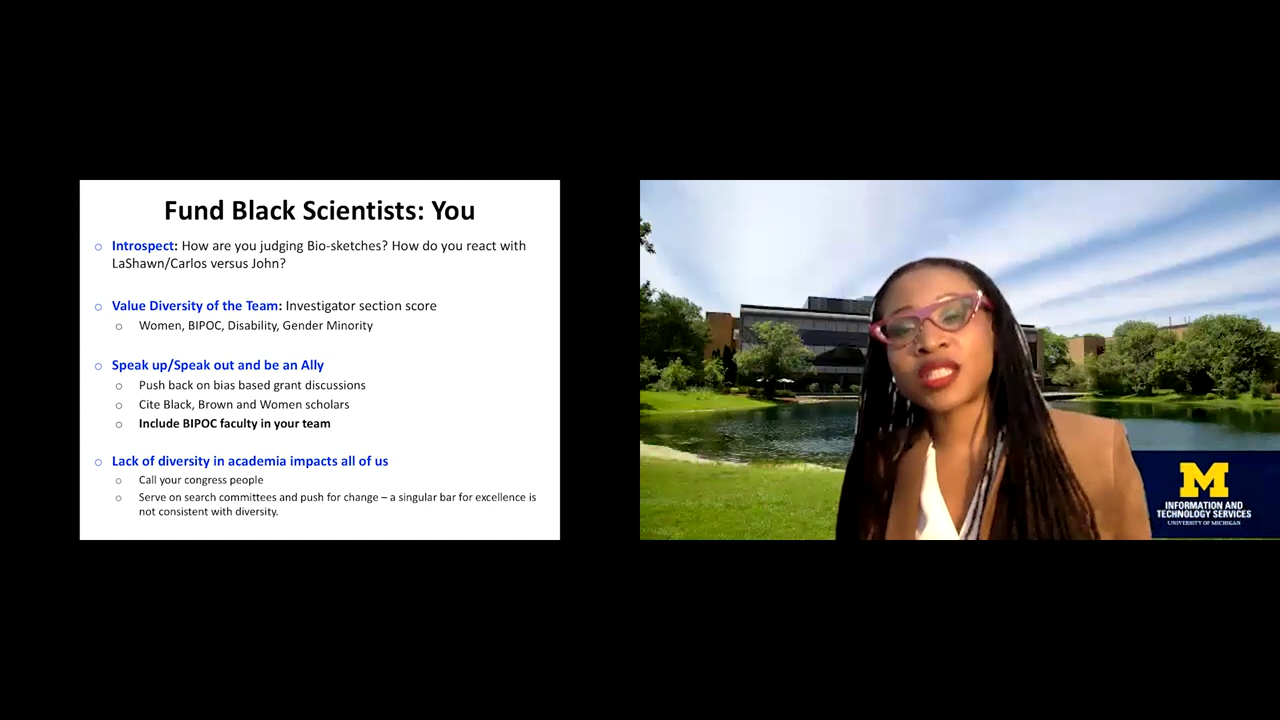 Fund Black Scientists: You
Introspect: How are you judging Bio-sketches? How do you react with
LaShawn/Carlos versus John?
Value Diversity of the Team: Investigator section score
Women, BIPOC, Disability, Gender Minority
Speak up/Speak out and be an Ally
Push back on bias based grant discussions
Cite Black, Brown and Women scholars
Include BIPOC faculty in your team
Lack of diversity in academia impacts all of us
Call your congress people
Serve on search committees and push for change – a singular bar for excellence is
not consistent with diversity.
M
INFORMATION AND
TECHNOLOGY SERVICES
UNIVERSITY OF MICHIGAN